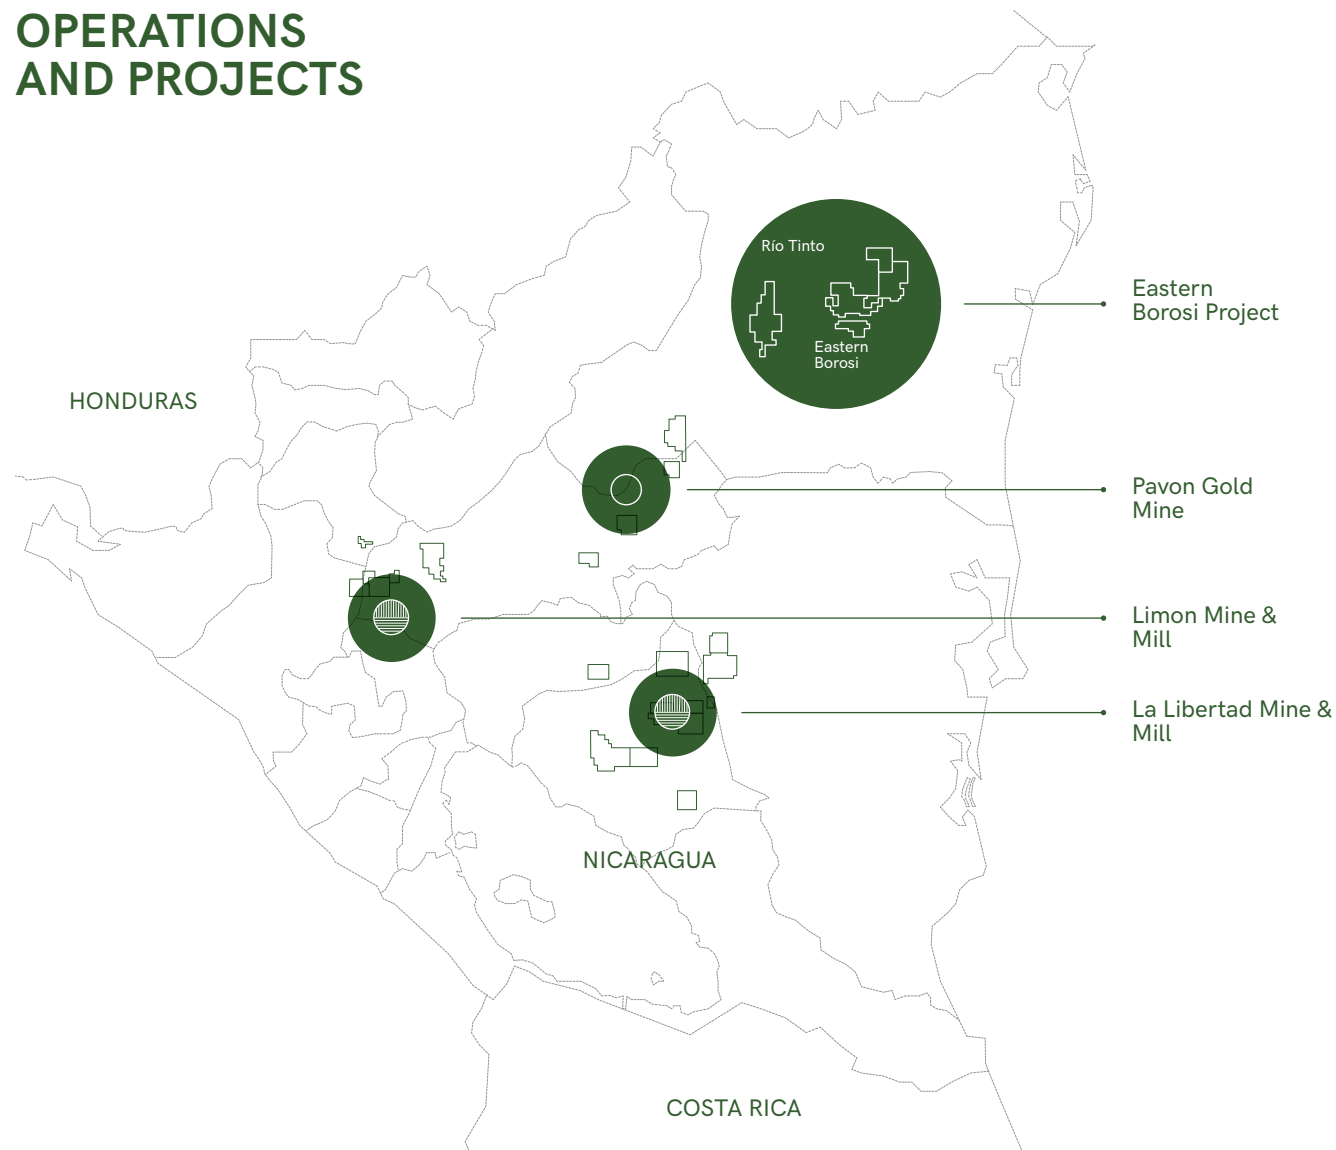 OPERATIONS
AND PROJECTS
Río Tinto
Eastern
Borosi
Eastern
Borosi Project
HONDURAS
Pavon Gold
Mine
Limon Mine &
Mill
La Libertad Mine &
Mill
NICARAGUA
COSTA RICA